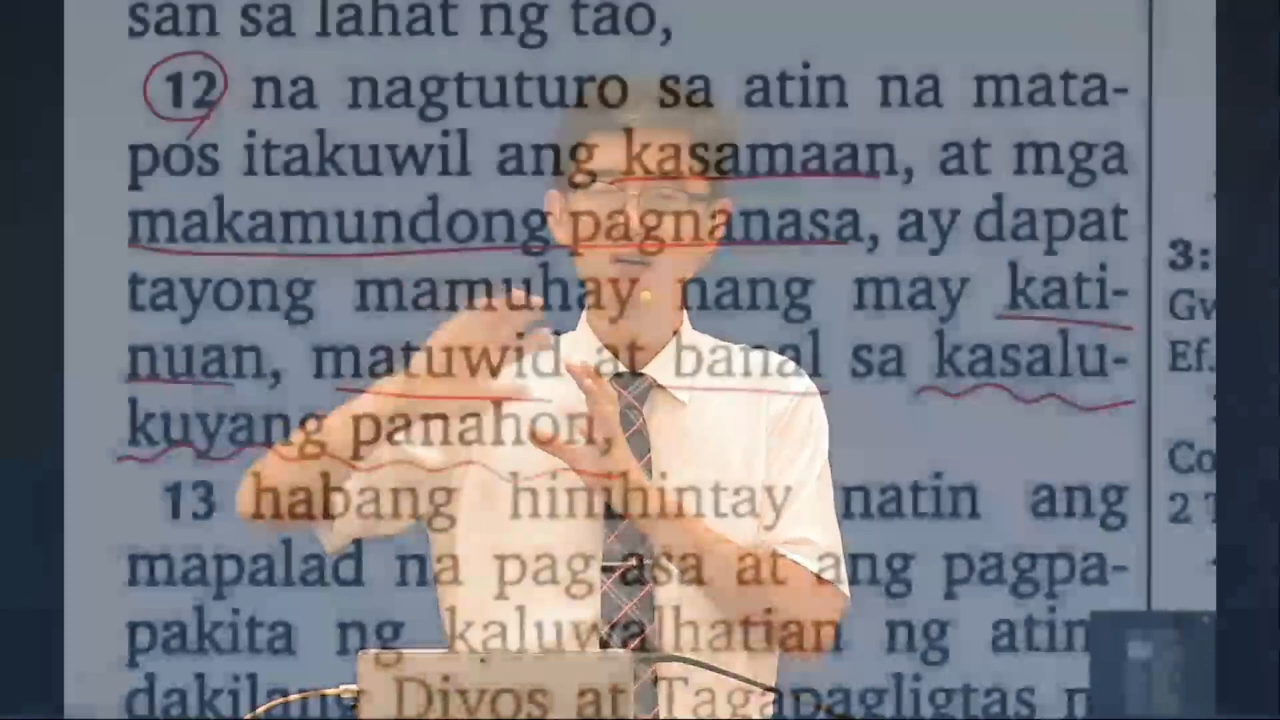 san sa lahat ng tao,
12 na nagtuturo sa atin na mata-
pos itakuwil ang kasamaan, at mga
makamundong pagnanasa, ay dapat
tayong mamuhay nang may kati-
nuan, matuwid at banal sa kasalu-
kuyang panahon,
13 habang hinihintay natin ang
mapalad na pag-asa at ang pagpa-
pakita ng kaluwalhatian ng atin
dakilang Diyos at Tagapagligtas
3:
Gw
Ef.
Co
2